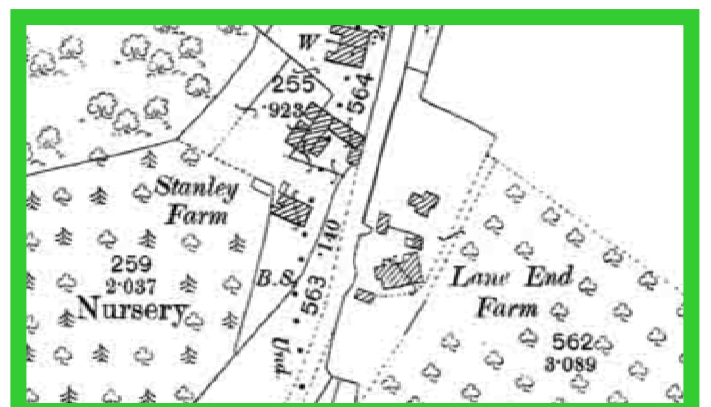 W
255
·923
564
Stanley
Farm
259
2·037
Nursery
B.S.
140
563
Und.
Lane End
Farm
562
3·089